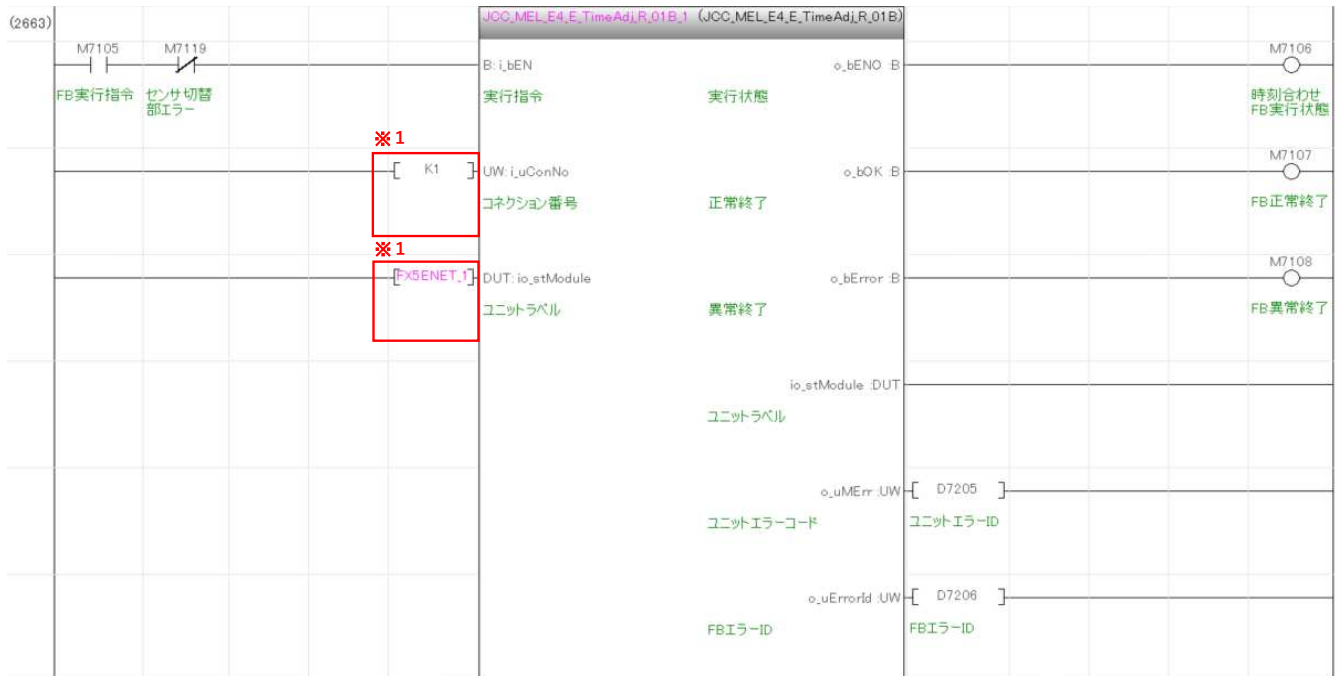 (2663)
JCC_MEL_E4_E_TimeAdj_R_01B_1 (JCC_MEL_E4_E_TimeAdj_R_01B)
M7105
M7119
M7106
B: i_bEN
o_bENO :B
FB実行指令
センサ切替
部エラー
実行指令
実行状態
時刻合わせ
FB実行状態
※1
M7107
K1
UW: i_uConNo
o_bOK :B
コネクション番号
正常終了
FB正常終了
※1
M7108
FX5ENET_1
DUT: io_stModule
o_bError :B
ユニットラベル
異常終了
FB異常終了
io_stModule :DUT
ユニットラベル
o_uMErr :UW
D7205
ユニットエラーコード
ユニットエラーID
o_uErrorId :UW
D7206
FBエラーID
FBエラーID